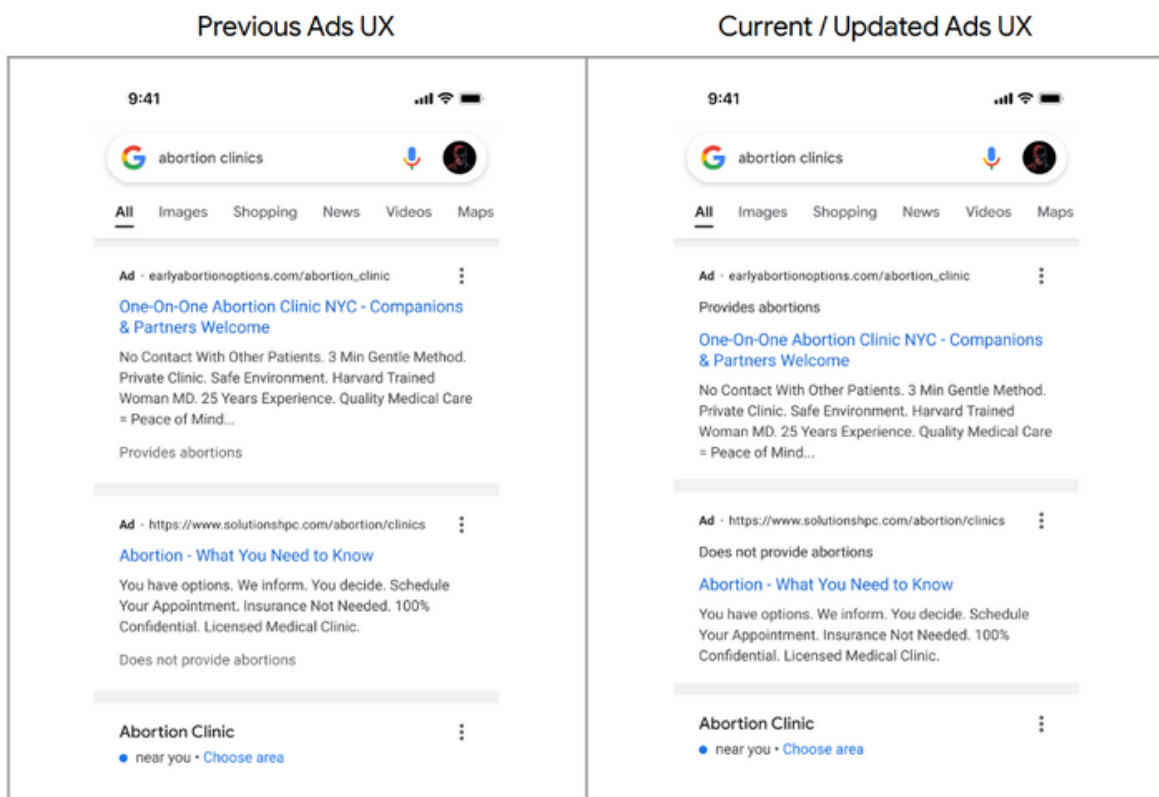 Previous Ads UX
9:41
abortion clinics
All Images Shopping News Videos Maps
Ad · earlyabortionoptions.com/abortion_clinic
One-On-One Abortion Clinic NYC - Companions
& Partners Welcome
No Contact With Other Patients. 3 Min Gentle Method.
Private Clinic. Safe Environment. Harvard Trained
Woman MD. 25 Years Experience. Quality Medical Care
= Peace of Mind...
Provides abortions
Ad · https://www.solutionshpc.com/abortion/clinics
Abortion - What You Need to Know
You have options. We inform. You decide. Schedule
Your Appointment. Insurance Not Needed. 100%
Confidential. Licensed Medical Clinic.
Does not provide abortions
Abortion Clinic
near you • Choose area
Current / Updated Ads UX
9:41
abortion clinics
All Images Shopping News Videos Maps
Ad · earlyabortionoptions.com/abortion_clinic
Provides abortions
One-On-One Abortion Clinic NYC - Companions
& Partners Welcome
No Contact With Other Patients. 3 Min Gentle Method.
Private Clinic. Safe Environment. Harvard Trained
Woman MD. 25 Years Experience. Quality Medical Care
= Peace of Mind...
Ad · https://www.solutionshpc.com/abortion/clinics
Does not provide abortions
Abortion - What You Need to Know
You have options. We inform. You decide. Schedule
Your Appointment. Insurance Not Needed. 100%
Confidential. Licensed Medical Clinic.
Abortion Clinic
near you • Choose area